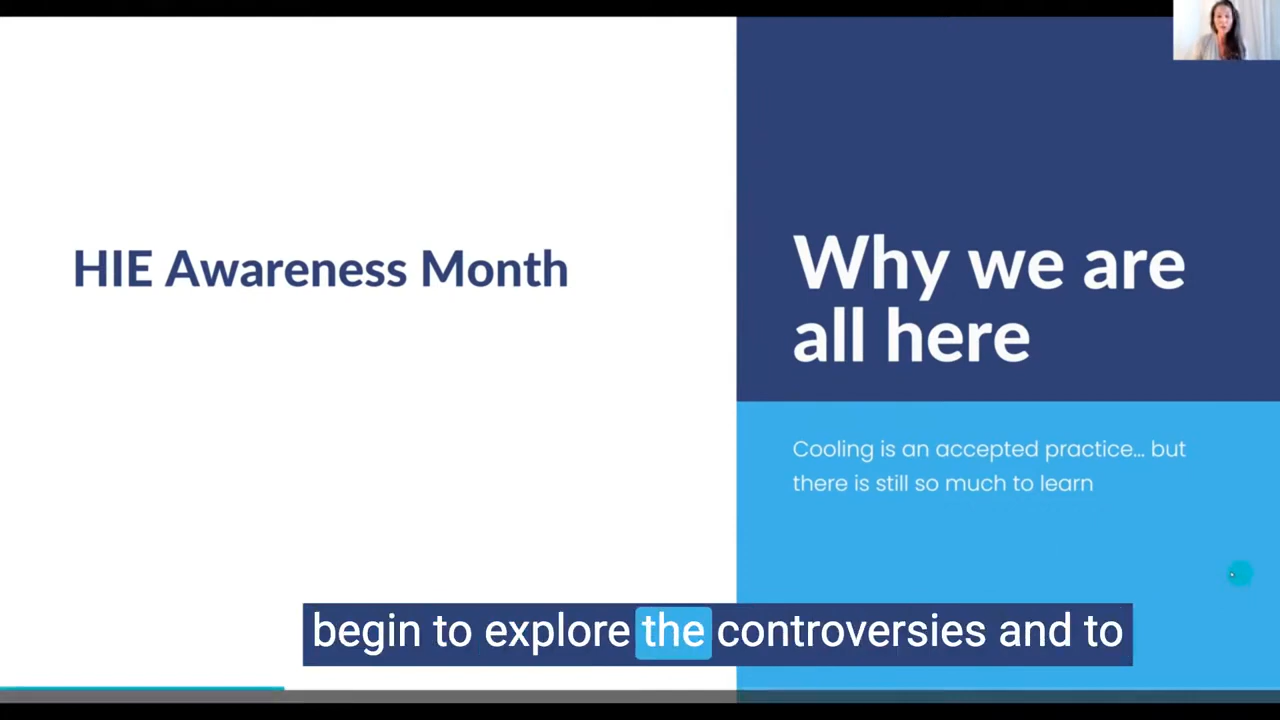 HIE Awareness Month
Why we are
all here
Cooling is an accepted practice... but
there is still so much to learn
begin to explore the controversies and to